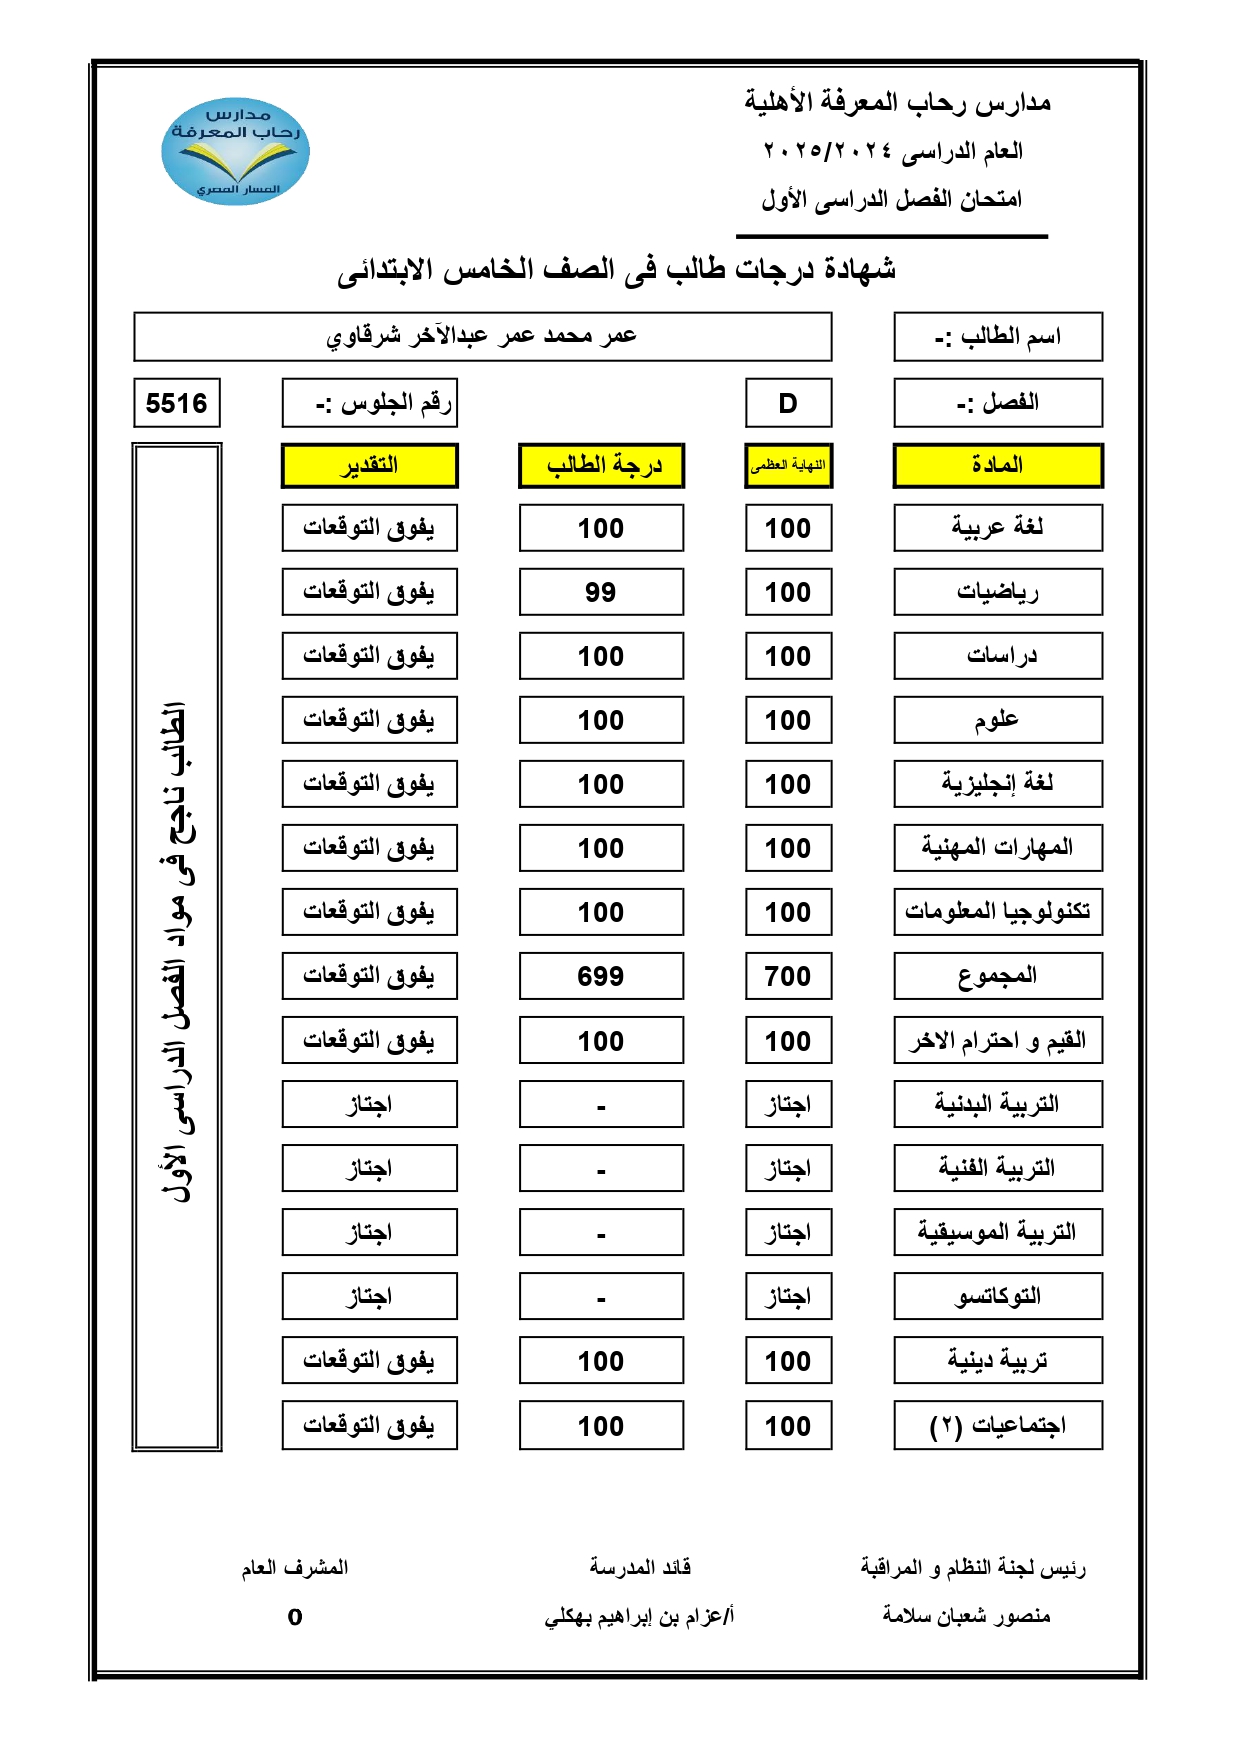 مدارس رحاب المعرفة الأهلية
العام الدراسى ٢٠٢٥/٢٠٢٤
امتحان الفصل الدراسى الأول
مدارس
رحاب المعرفة
المسار المصري
شهادة درجات طالب فى الصف الخامس الابتدائى
اسم الطالب :- عمر محمد عمر عبدالآخر شرقاوي
الفصل :- D رقم الجلوس :- 5516
المادة النهاية العظمى درجة الطالب التقدير
لغة عربية 100 100 يفوق التوقعات
رياضيات 100 99 يفوق التوقعات
دراسات 100 100 يفوق التوقعات
علوم 100 100 يفوق التوقعات
لغة إنجليزية 100 100 يفوق التوقعات
المهارات المهنية 100 100 يفوق التوقعات
تكنولوجيا المعلومات 100 100 يفوق التوقعات
المجموع 700 699 يفوق التوقعات
القيم و احترام الاخر 100 100 يفوق التوقعات
التربية البدنية اجتاز - اجتاز
التربية الفنية اجتاز - اجتاز
التربية الموسيقية اجتاز - اجتاز
التوكاتسو اجتاز - اجتاز
تربية دينية 100 100 يفوق التوقعات
اجتماعيات (٢) 100 100 يفوق التوقعات
الطالب ناجح فى مواد الفصل الدراسى الأول
رئيس لجنة النظام و المراقبة قائد المدرسة المشرف العام
منصور شعبان سلامة أ/عزام بن إبراهيم بهكلي 0